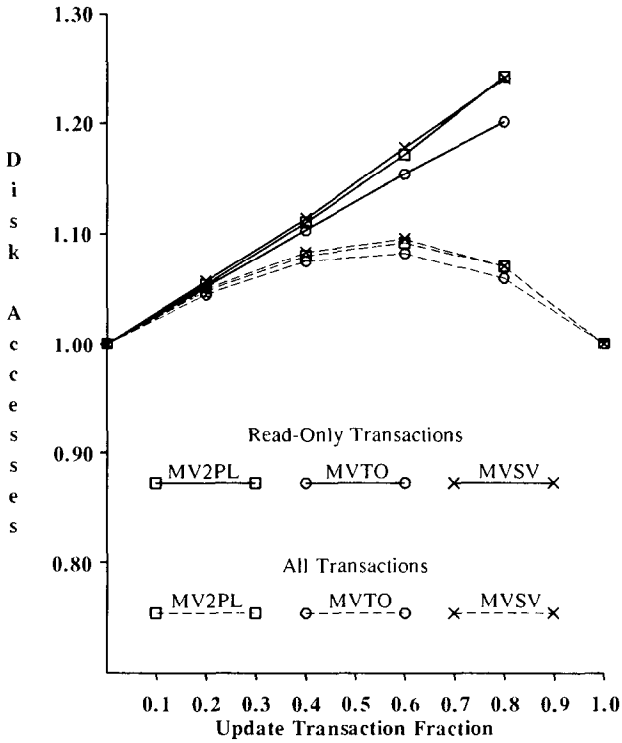 1.30
1.20
1.10
1.00
0.90
0.80
Disk Accesses
Read-Only Transactions
MV2PL MVTO MVSV
All Transactions
MV2PL MVTO MVSV
0.1 0.2 0.3 0.4 0.5 0.6 0.7 0.8 0.9 1.0
Update Transaction Fraction